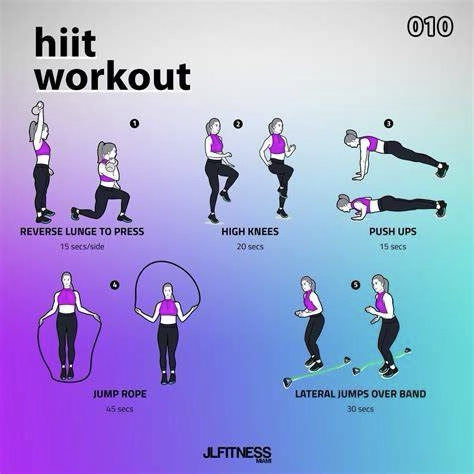 hiit
workout
010
1
REVERSE LUNGE TO PRESS
15 secs/side
2
HIGH KNEES
20 secs
3
PUSH UPS
15 secs
4
JUMP ROPE
45 secs
5
LATERAL JUMPS OVER BAND
30 secs
JLFITNESS
MIAMI